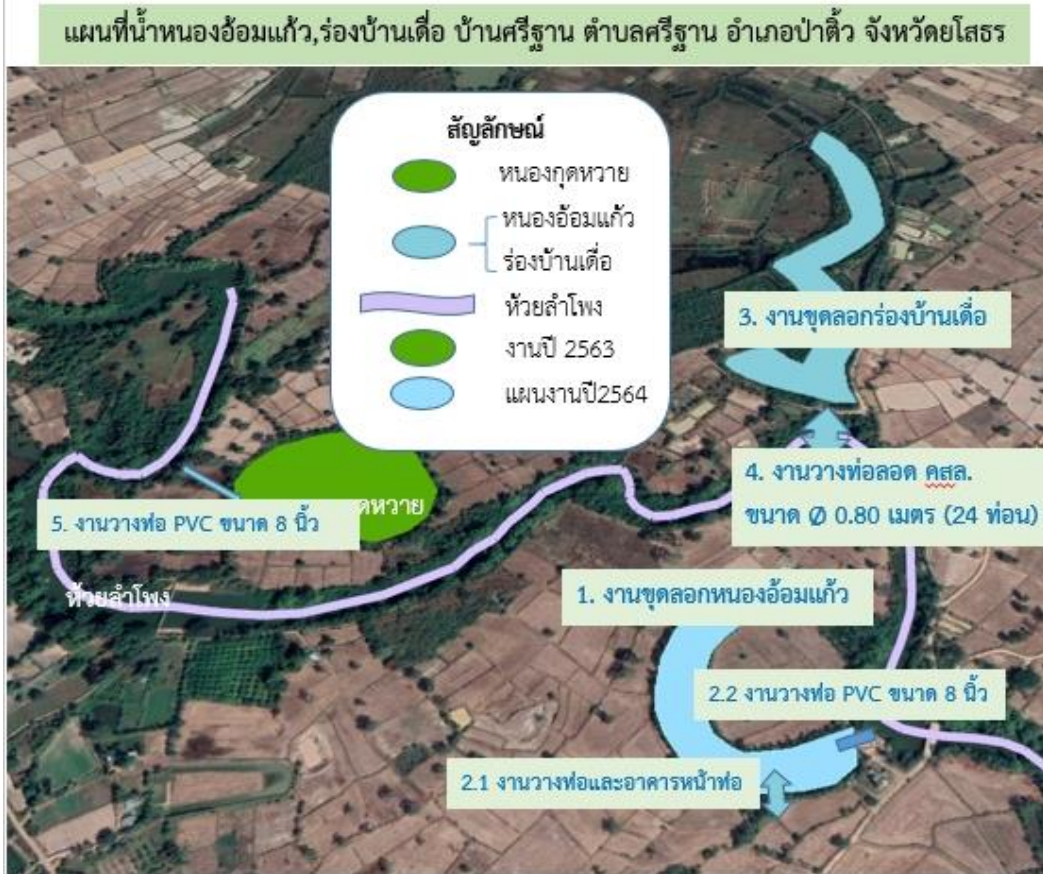 แผนที่น้ำหนองอ้อมแก้ว,ร่องบ้านเดื่อ บ้านศรีฐาน ตำบลศรีฐาน อำเภอป่าติ้ว จังหวัดยโสธร
สัญลักษณ์
หนองกุดหวาย
หนองอ้อมแก้ว
ร่องบ้านเดื่อ
ห้วยลำโพง
งานปี 2563
แผนงานปี2564
3. งานขุดลอกร่องบ้านเดื่อ
4. งานวางท่อลอด คสล.
ขนาด Ø 0.80 เมตร (24 ท่อน)
ดหวาย
5. งานวางท่อ PVC ขนาด 8 นิ้ว
ห้วยลำโพง
1. งานขุดลอกหนองอ้อมแก้ว
2.2 งานวางท่อ PVC ขนาด 8 นิ้ว
2.1 งานวางท่อและอาคารหน้าท่อ